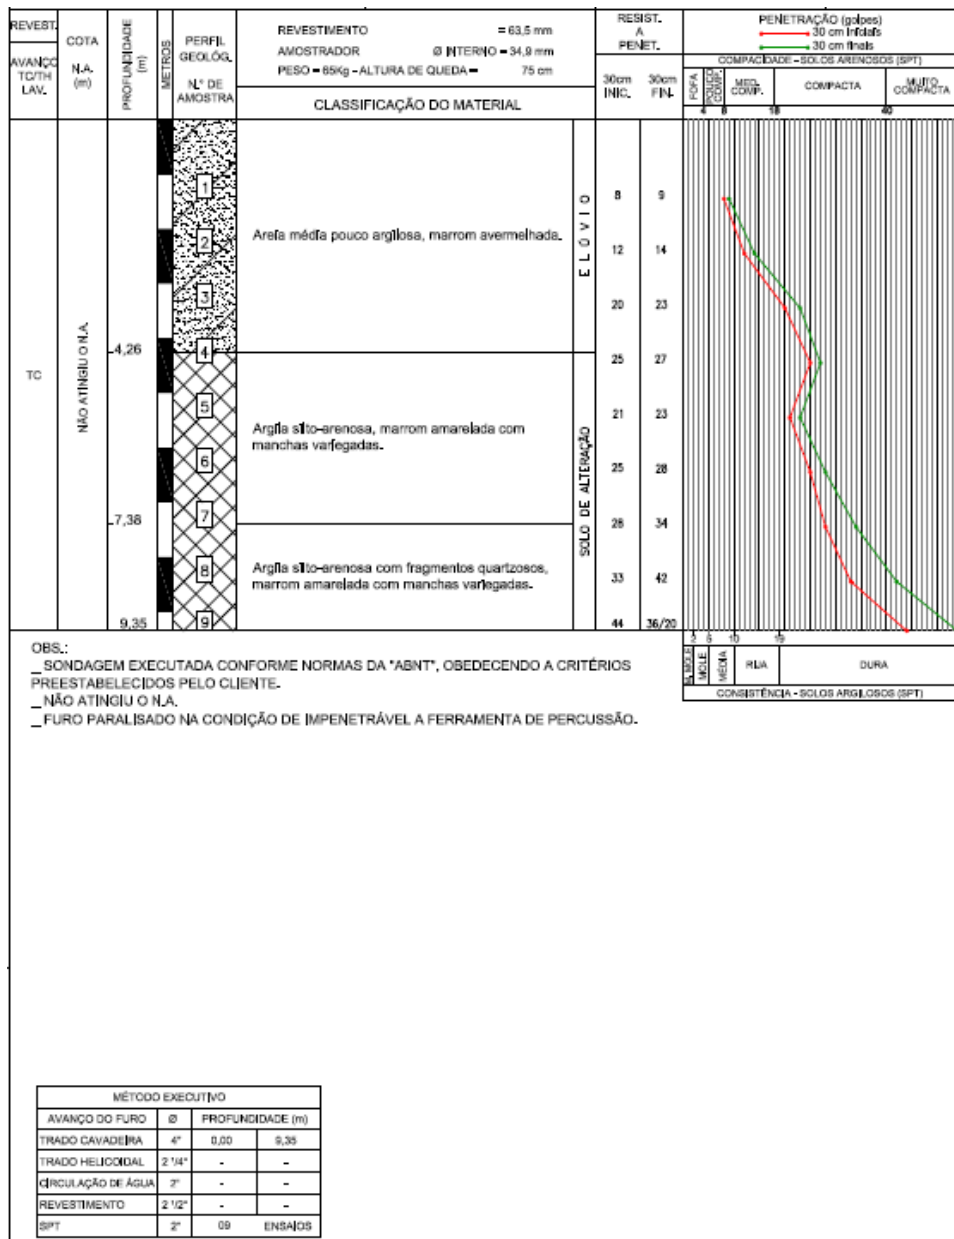 REVEST.
AVANÇO
TC/TH
LAV.
COTA
N.A.
(m)
PROFUNDIDADE
(m)
METROS
PERFIL
GEOLÓG.
N.º DE
AMOSTRA
REVESTIMENTO = 63,5 mm
AMOSTRADOR Ø INTERNO = 34,9 mm
PESO = 65Kg - ALTURA DE QUEDA = 75 cm
CLASSIFICAÇÃO DO MATERIAL
RESIST.
A
PENET.
30cm
INIC.
30cm
FIN.
PENETRAÇÃO (golpes)
30 cm iniciais
30 cm finais
COMPACIDADE - SOLOS ARENOSOS (SPT)
FOFA
POUCO
COMP.
MED.
COMP.
COMPACTA
MUITO
COMPACTA
4 8 18 40
TC
NÃO ATINGIU O N.A.
4,26
7,38
9,35
1
2
3
4
5
6
7
8
9
Areia média pouco argilosa, marrom avermelhada.
Argila silto-arenosa, marrom amarelada com
manchas variegadas.
Argila silto-arenosa com fragmentos quartzosos,
marrom amarelada com manchas variegadas.
ELÚVIO
SOLO DE ALTERAÇÃO
8 9
12 14
20 23
25 27
21 23
25 28
28 34
33 42
44 36/20
2 5 10 19
M. MOLE
MOLE
MÉDIA
RIJA
DURA
CONSISTÊNCIA - SOLOS ARGILOSOS (SPT)
OBS.:
_ SONDAGEM EXECUTADA CONFORME NORMAS DA "ABNT", OBEDECENDO A CRITÉRIOS
PREESTABELECIDOS PELO CLIENTE.
_ NÃO ATINGIU O N.A.
_ FURO PARALISADO NA CONDIÇÃO DE IMPENETRÁVEL A FERRAMENTA DE PERCUSSÃO.
MÉTODO EXECUTIVO
AVANÇO DO FURO Ø PROFUNDIDADE (m)
TRADO CAVADEIRA 4" 0,00 9,35
TRADO HELICOIDAL 2 1/4" - -
CIRCULAÇÃO DE ÁGUA 2" - -
REVESTIMENTO 2 1/2" - -
SPT 2" 09 ENSAIOS